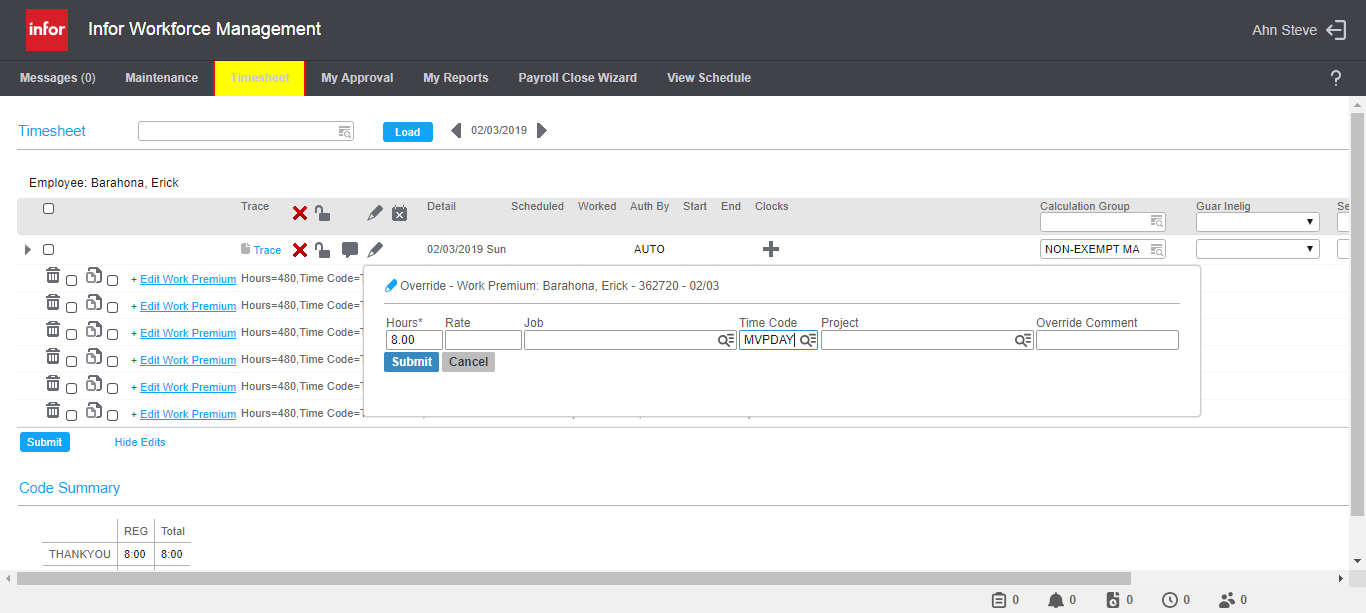 infor Infor Workforce Management Ahn Steve
Messages (0) Maintenance Timesheet My Approval My Reports Payroll Close Wizard View Schedule ?
Timesheet Load 02/03/2019
Employee: Barahona, Erick
Trace Detail Scheduled Worked Auth By Start End Clocks Calculation Group Guar Inelig Se
Trace 02/03/2019 Sun AUTO NON-EXEMPT MA
+ Edit Work Premium Hours=480,Time Code=T
Override - Work Premium: Barahona, Erick - 362720 - 02/03
+ Edit Work Premium Hours=480,Time Code=T
Hours* Rate Job Time Code Project Override Comment
+ Edit Work Premium Hours=480,Time Code=T
8.00 MVPDAY
+ Edit Work Premium Hours=480,Time Code=T
Submit Cancel
+ Edit Work Premium Hours=480,Time Code=T
+ Edit Work Premium Hours=480,Time Code=T
Submit Hide Edits
Code Summary
REG Total
THANKYOU 8:00 8:00
0 0 0 0 0